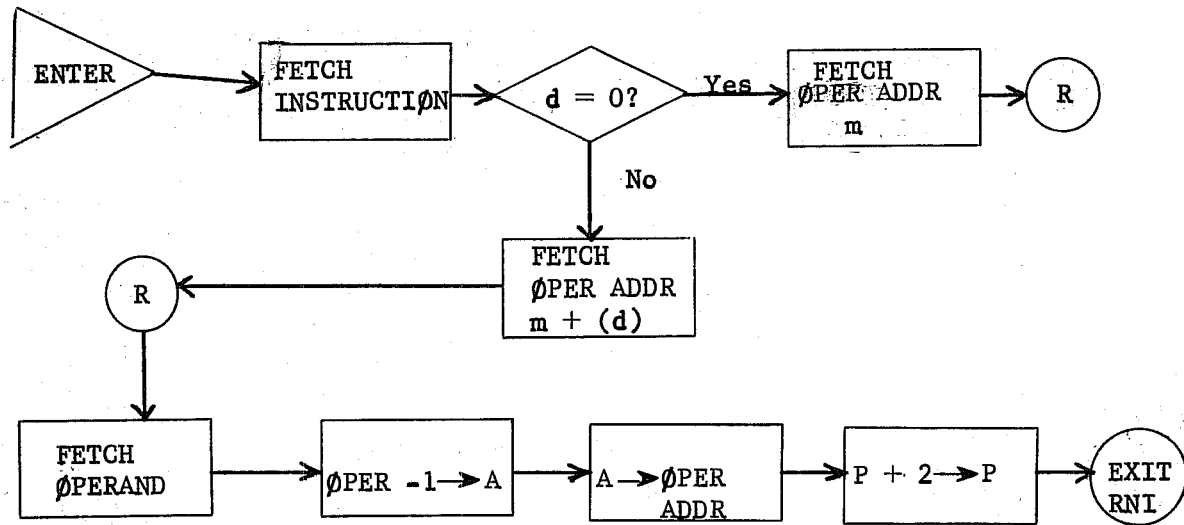 ENTER
FETCH
INSTRUCTIØN
d = 0?
Yes
FETCH
ØPER ADDR
m
R
No
FETCH
ØPER ADDR
m + (d)
R
FETCH
ØPERAND
ØPER -1→A
A→ØPER
ADDR
P + 2→P
EXIT
RNI